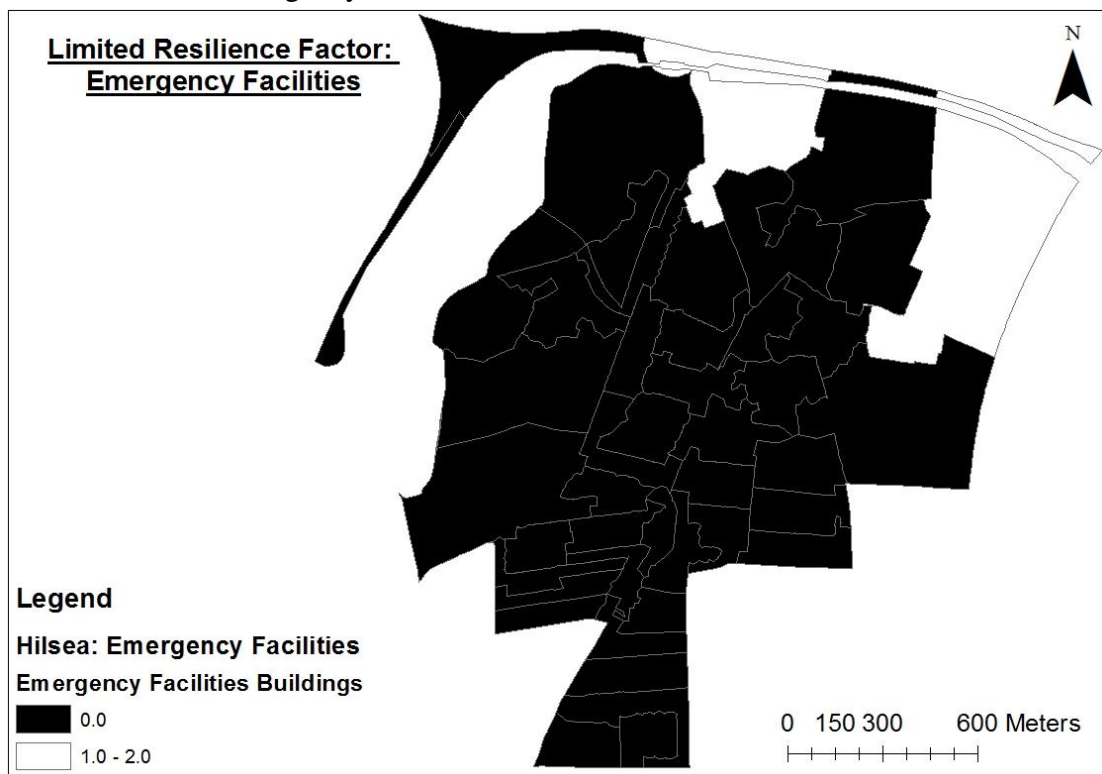 Limited Resilience Factor:
Emergency Facilities
N
Legend
Hilsea: Emergency Facilities
Emergency Facilities Buildings
0.0
1.0 - 2.0
0 150 300 600 Meters